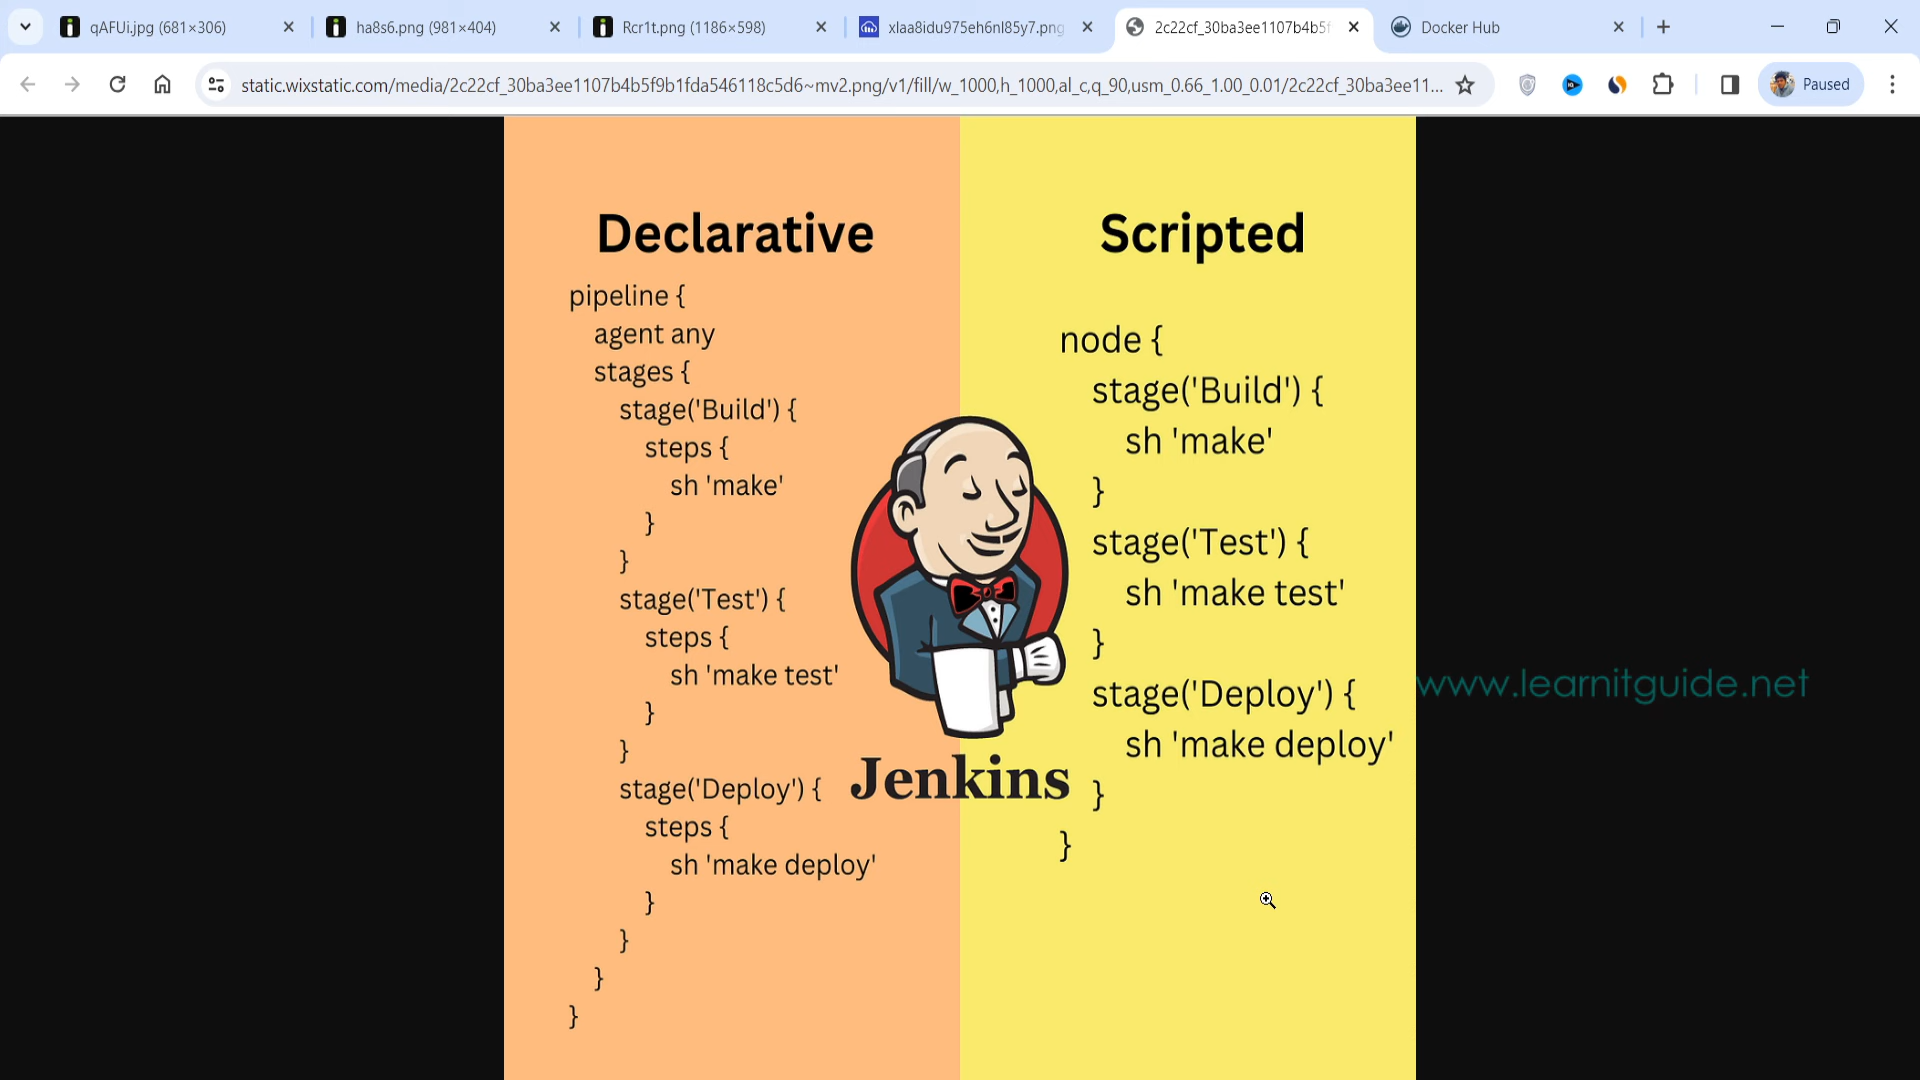 qAFUi.jpg (681×306)
ha8s6.png (981×404)
Rcr1t.png (1186×598)
xlaa8idu975eh6nl85y7.png
2c22cf_30ba3ee1107b4b5f
Docker Hub
static.wixstatic.com/media/2c22cf_30ba3ee1107b4b5f9b1fda546118c5d6~mv2.png/v1/fill/w_1000,h_1000,al_c,q_90,usm_0.66_1.00_0.01/2c22cf_30ba3ee11...
Paused
Declarative
pipeline {
agent any
stages {
stage('Build') {
steps {
sh 'make'
}
}
stage('Test') {
steps {
sh 'make test'
}
}
stage('Deploy') {
steps {
sh 'make deploy'
}
}
}
}
Jenkins
Scripted
node {
stage('Build') {
sh 'make'
}
stage('Test') {
sh 'make test'
}
stage('Deploy') {
sh 'make deploy'
}
}
www.learnitguide.net